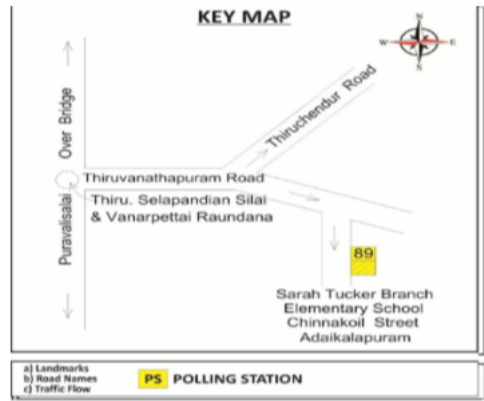 KEY MAP
N
W
E
S
Over Bridge
Thiruchendur Road
Thiruvanathapuram Road
Thiru. Selapandian Silai
& Vanarpettai Raundana
Puravalisalai
89
Sarah Tucker Branch
Elementary School
Chinnakoil Street
Adaikalapuram
a) Landmarks
b) Road Names
c) Traffic Flow
PS POLLING STATION